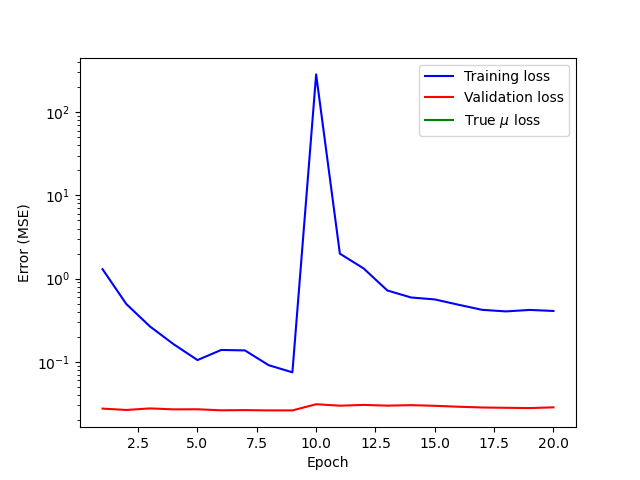 Training loss
Validation loss
True μ loss
10²
10¹
10⁰
10⁻¹
Error (MSE)
2.5 5.0 7.5 10.0 12.5 15.0 17.5 20.0
Epoch